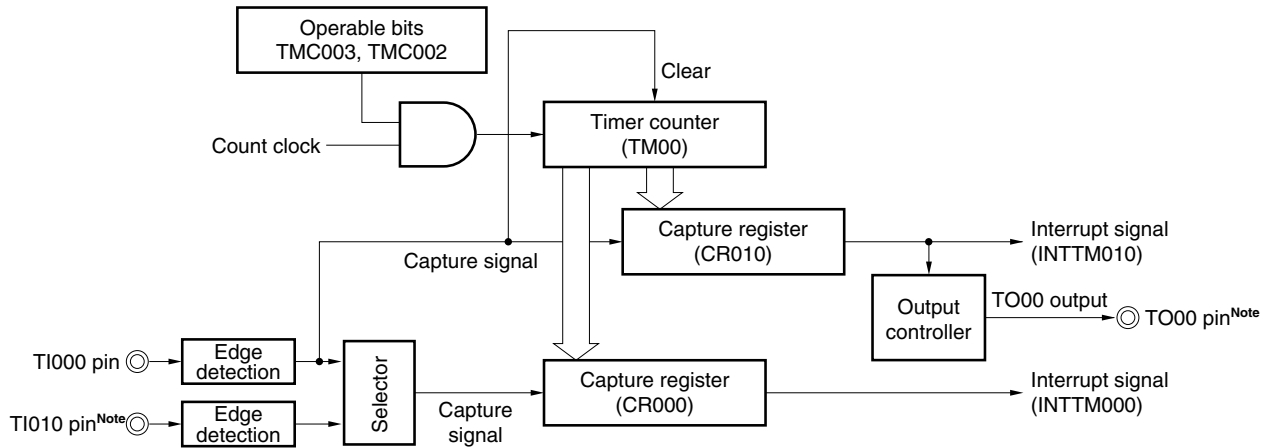 Operable bits
TMC003, TMC002
Clear
Count clock
Timer counter
(TM00)
Capture register
(CR010)
Interrupt signal
(INTTM010)
Capture signal
Output
controller
TO00 output
TO00 pinNote
TI000 pin
Edge
detection
Selector
Capture
signal
Capture register
(CR000)
Interrupt signal
(INTTM000)
TI010 pinNote
Edge
detection